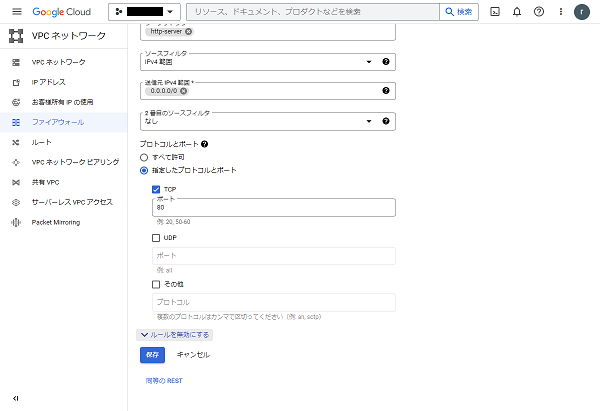 Google Cloud
リソース、ドキュメント、プロダクトなどを検索
検索
r
VPC ネットワーク
VPC ネットワーク
IP アドレス
お客様所有 IP の使用
ファイアウォール
ルート
VPC ネットワーク ピアリング
共有 VPC
サーバーレス VPC アクセス
Packet Mirroring
http-server
ソースフィルタ
IPv4 範囲
送信元 IPv4 範囲 *
0.0.0.0/0
2 番目のソースフィルタ
なし
プロトコルとポート
すべて許可
指定したプロトコルとポート
TCP
ポート
80
例: 20, 50-60
UDP
ポート
例: all
その他
プロトコル
複数のプロトコルはカンマで区切ってください（例: ah, sctp）
ルールを無効にする
保存
キャンセル
同等の REST